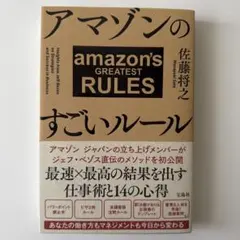 アマゾンの
佐藤将之
amazon's
GREATEST
RULES
すごいルール
アマゾン ジャパンの立ち上げメンバーが
ジェフ・ベゾス直伝のメソッドを初公開
最速×最高の結果を出す
仕事術と14の心得
宝島社
あなたの働き方もマネジメントも今日から変わる